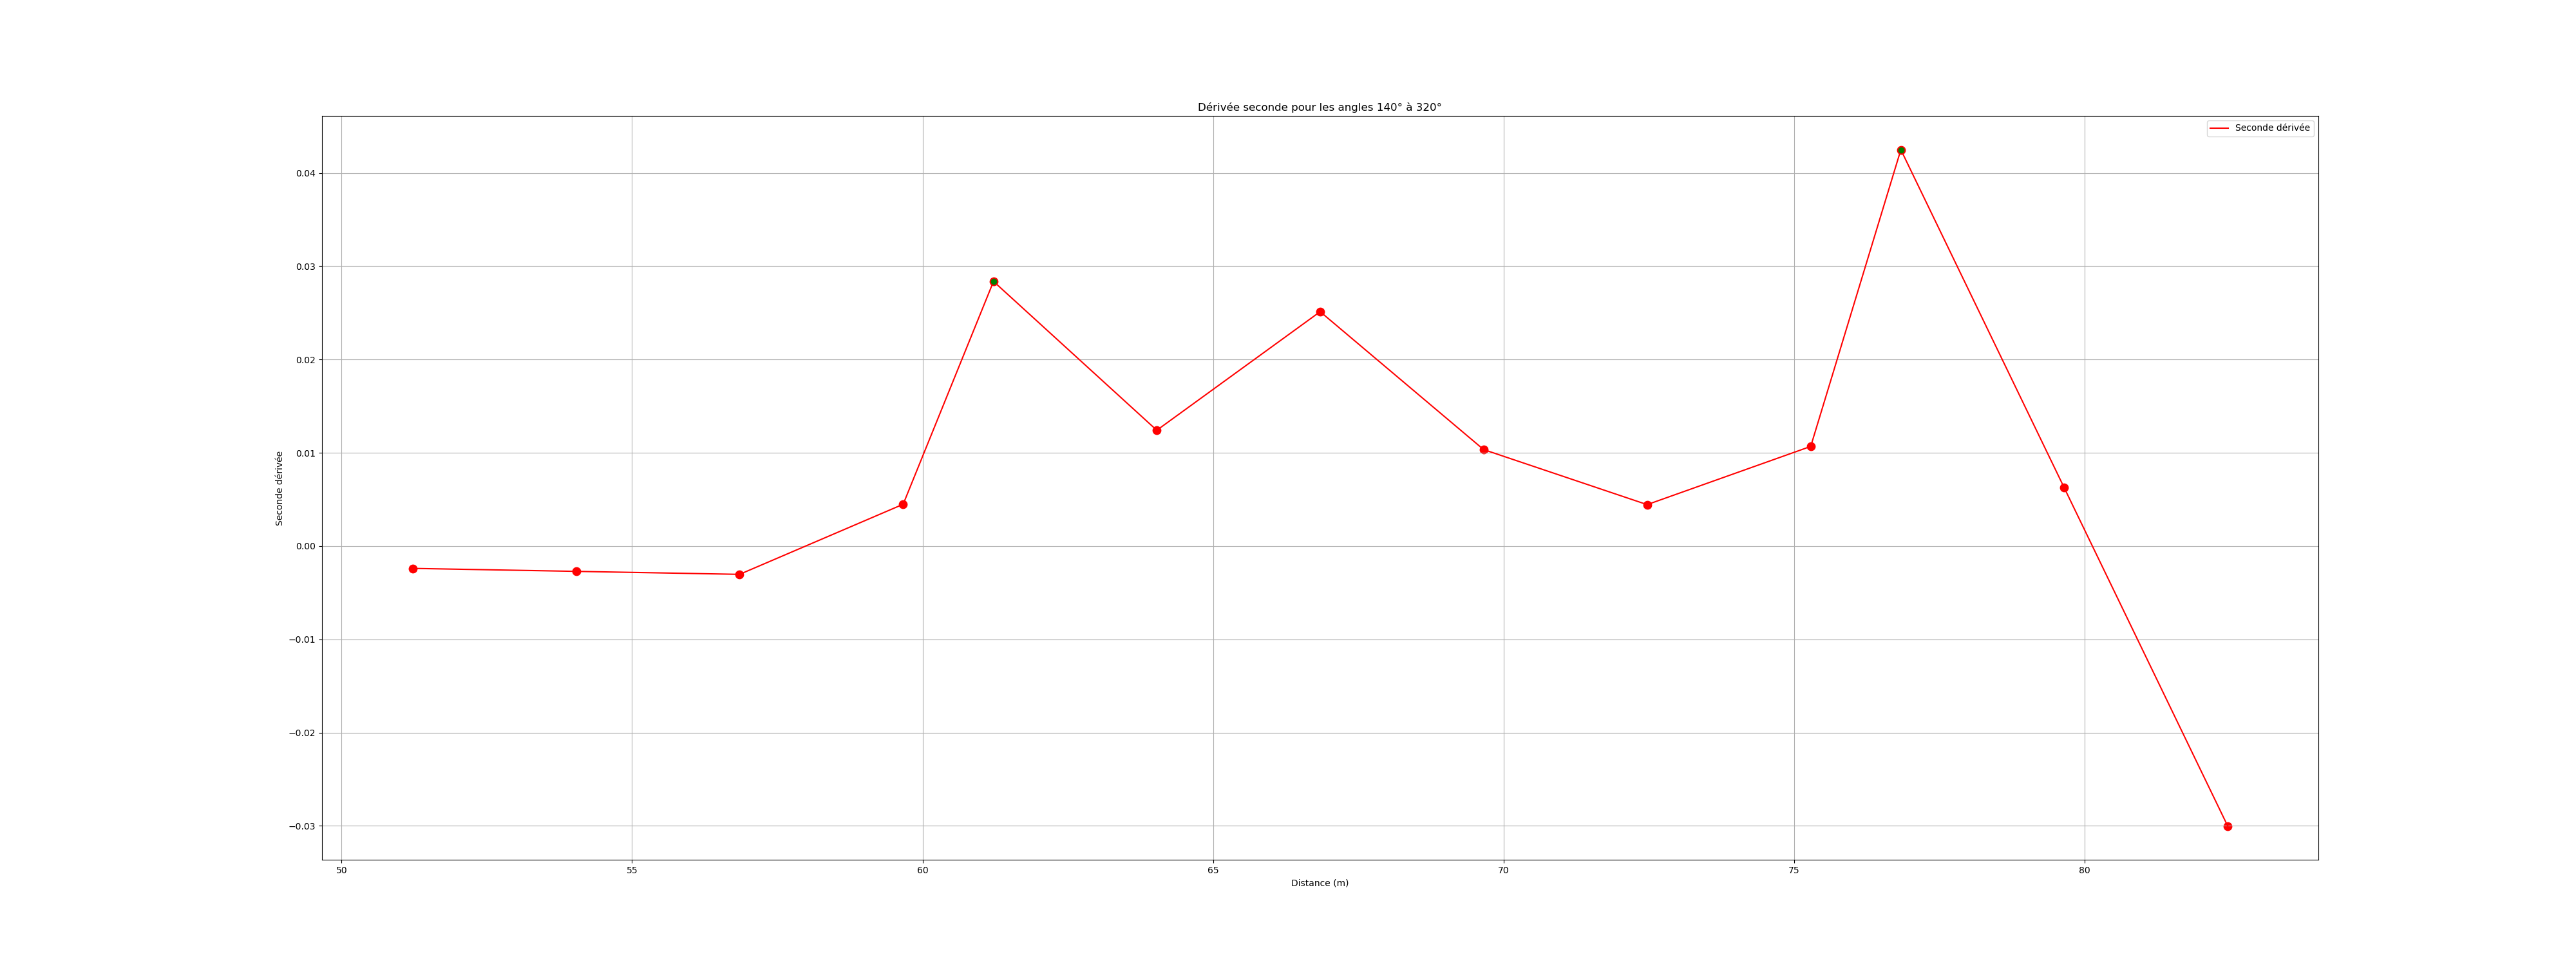 Dérivée seconde pour les angles 140° à 320°
Seconde dérivée
0.04
0.03
0.02
0.01
0.00
−0.01
−0.02
−0.03
Seconde dérivée
50 55 60 65 70 75 80
Distance (m)